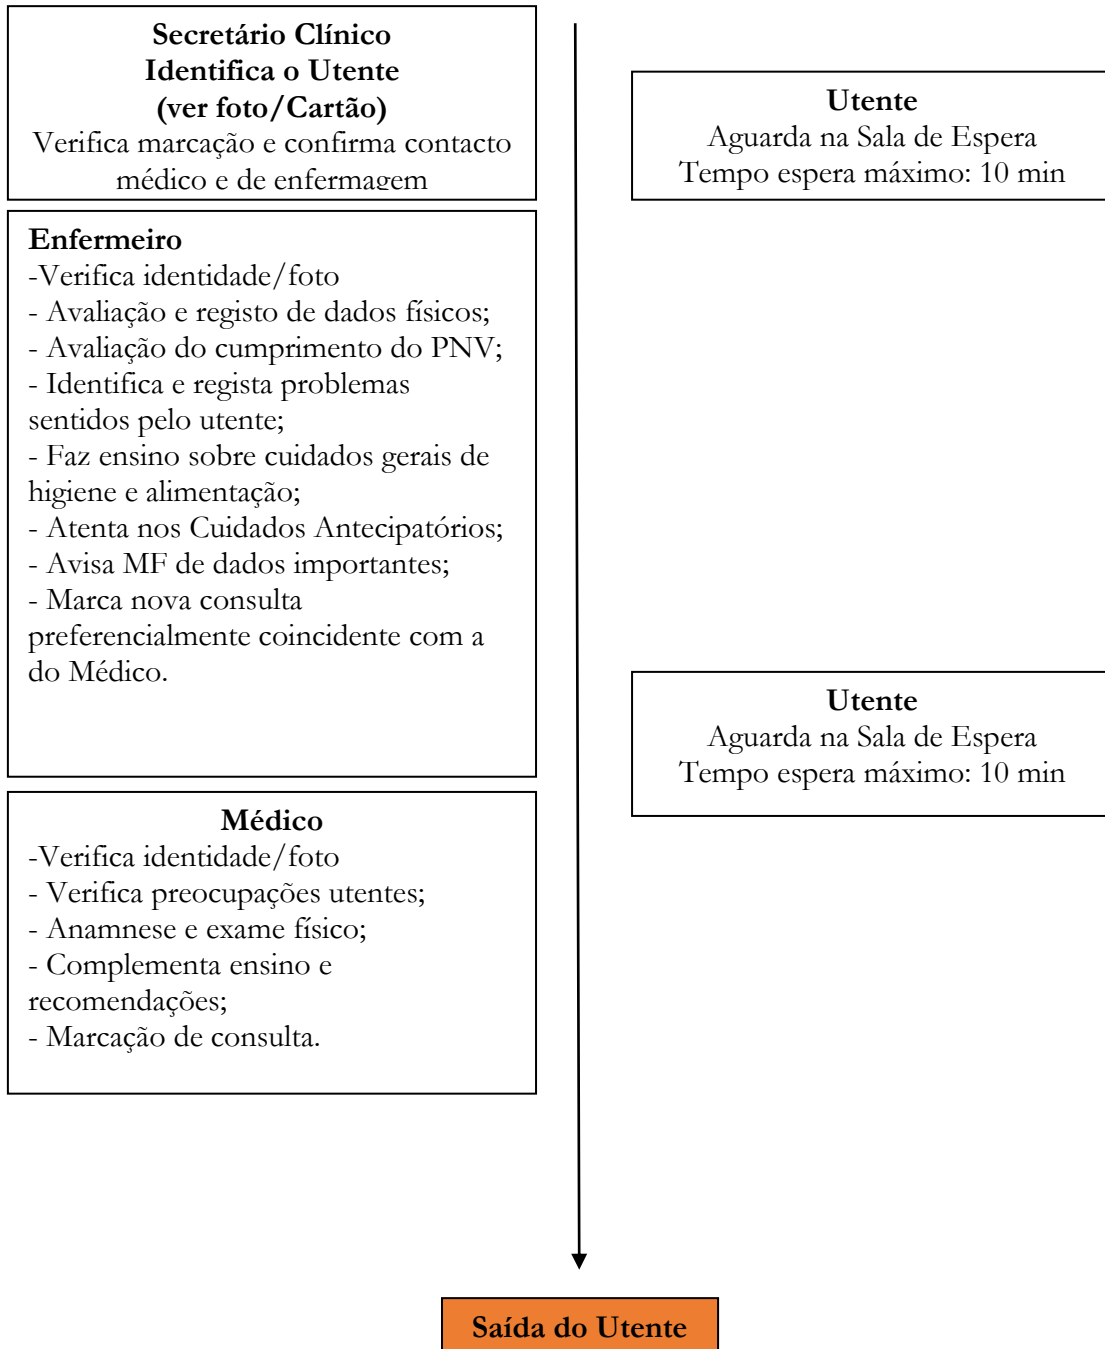 Secretário Clínico
Identifica o Utente
(ver foto/Cartão)
Verifica marcação e confirma contacto
médico e de enfermagem
Utente
Aguarda na Sala de Espera
Tempo espera máximo: 10 min
Enfermeiro
-Verifica identidade/foto
- Avaliação e registo de dados físicos;
- Avaliação do cumprimento do PNV;
- Identifica e regista problemas
sentidos pelo utente;
- Faz ensino sobre cuidados gerais de
higiene e alimentação;
- Atenta nos Cuidados Antecipatórios;
- Avisa MF de dados importantes;
- Marca nova consulta
preferencialmente coincidente com a
do Médico.
Utente
Aguarda na Sala de Espera
Tempo espera máximo: 10 min
Médico
-Verifica identidade/foto
- Verifica preocupações utentes;
- Anamnese e exame físico;
- Complementa ensino e
recomendações;
- Marcação de consulta.
Saída do Utente